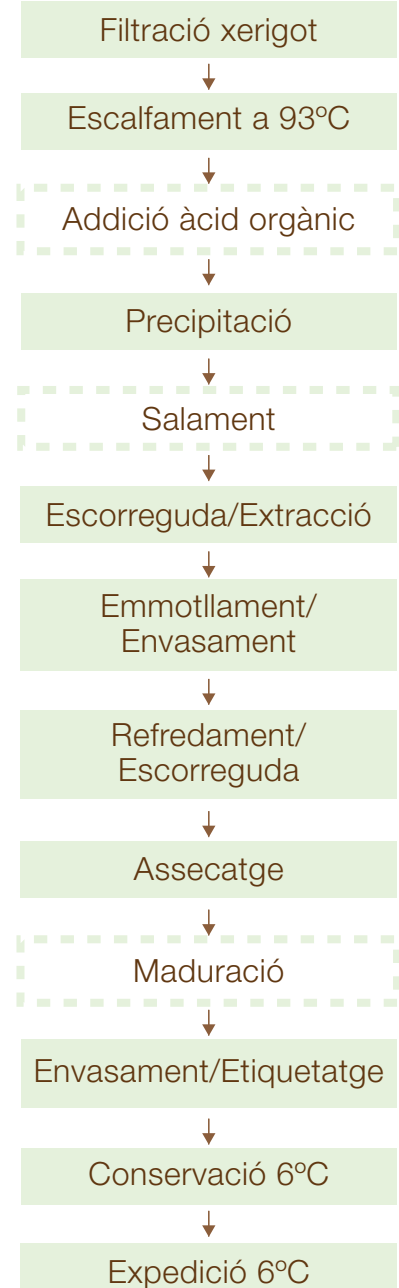 Filtració xerigot
Escalfament a 93ºC
Addició àcid orgànic
Precipitació
Salament
Escorreguda/Extracció
Emmotllament/
Envasament
Refredament/
Escorreguda
Assecatge
Maduració
Envasament/Etiquetatge
Conservació 6ºC
Expedició 6ºC